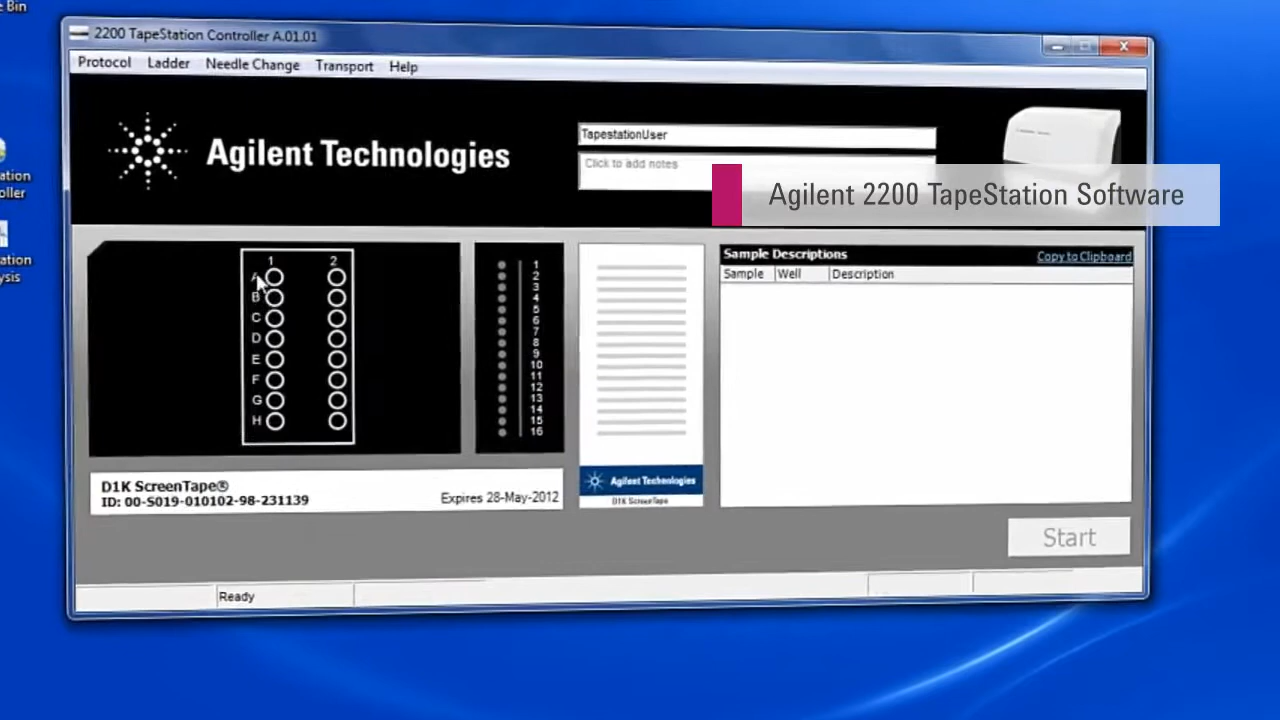 e Bin
2200 TapeStation Controller A.01.01
Protocol Ladder Needle Change Transport Help
Agilent Technologies
TapestationUser
Click to add notes
Agilent 2200 TapeStation Software
ation
oller
ation
ysis
1 2
A
B
C
D
E
F
G
H
1
2
3
4
5
6
7
8
9
10
11
12
13
14
15
16
Agilent Technologies
D1K ScreenTape
Sample Descriptions Copy to Clipboard
Sample Well Description
D1K ScreenTape®
ID: 00-S019-010102-98-231139
Expires 28-May-2012
Start
Ready